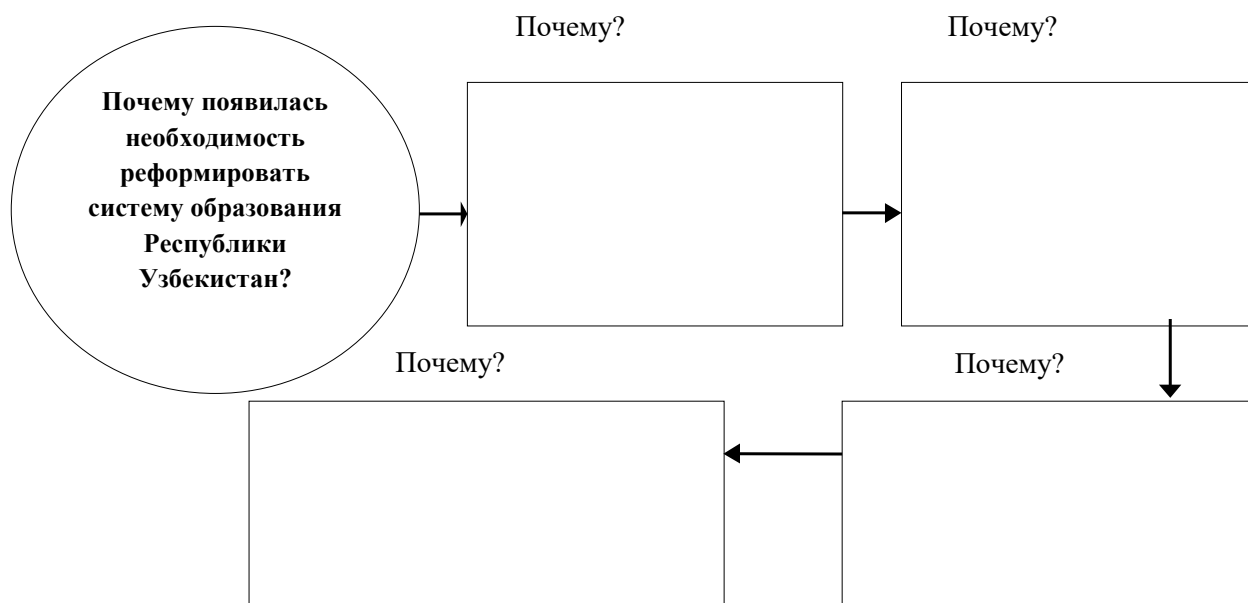 Почему?
Почему?
Почему появилась
необходимость
реформировать
систему образования
Республики
Узбекистан?
Почему?
Почему?